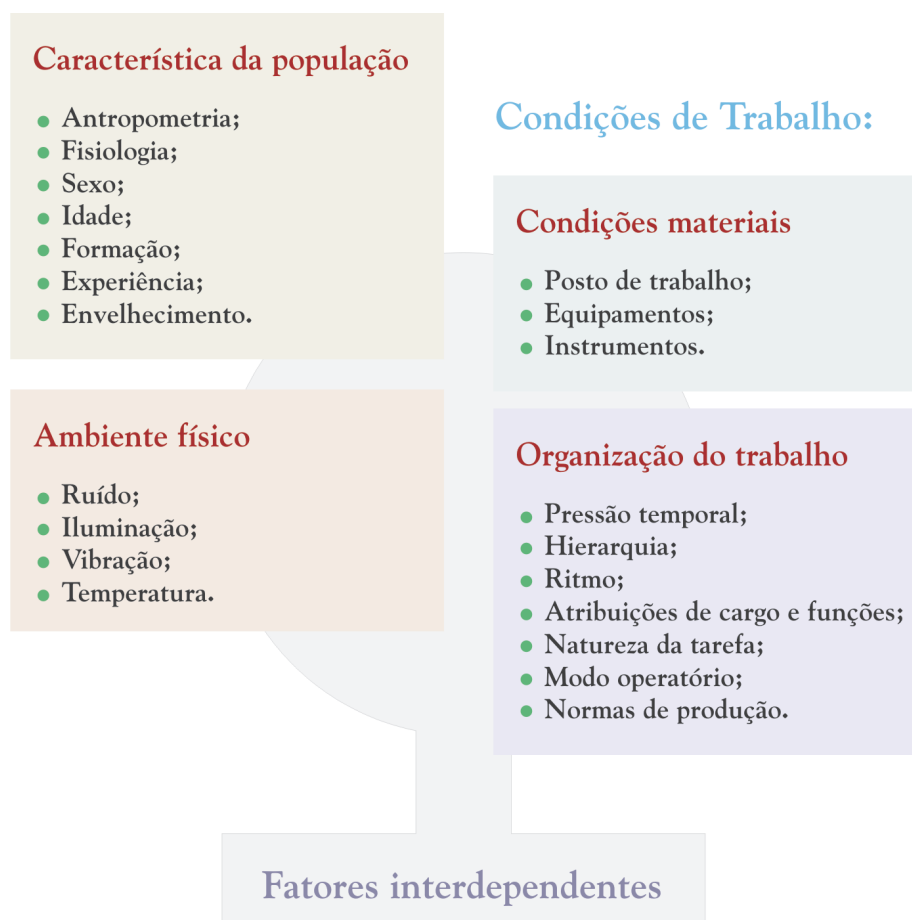 Característica da população
Antropometria;
Fisiologia;
Sexo;
Idade;
Formação;
Experiência;
Envelhecimento.
Condições de Trabalho:
Condições materiais
Posto de trabalho;
Equipamentos;
Instrumentos.
Ambiente físico
Ruído;
Iluminação;
Vibração;
Temperatura.
Organização do trabalho
Pressão temporal;
Hierarquia;
Ritmo;
Atribuições de cargo e funções;
Natureza da tarefa;
Modo operatório;
Normas de produção.
Fatores interdependentes